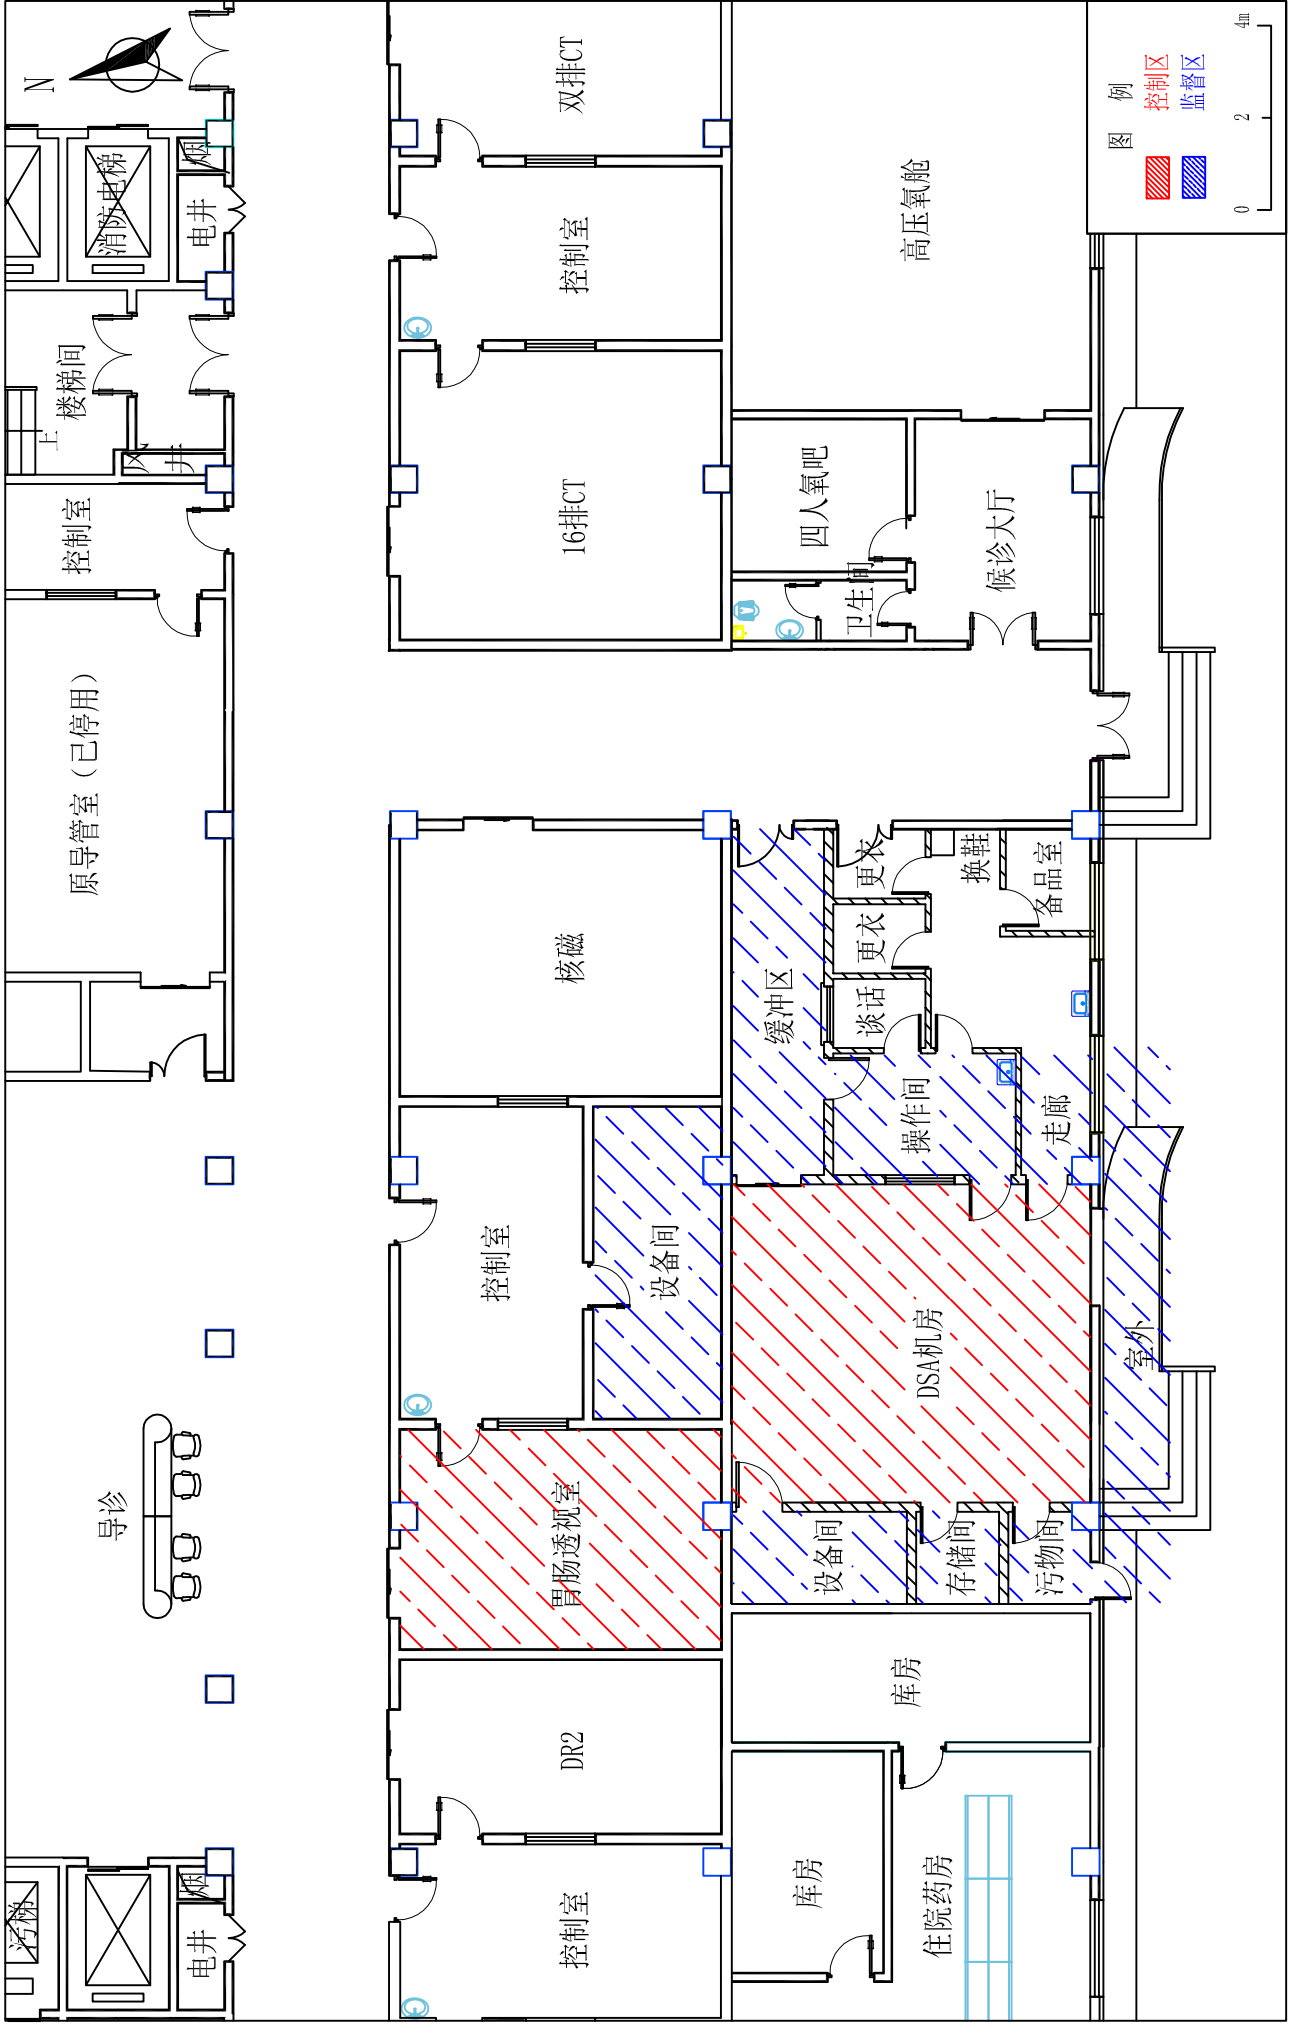 污梯
电井
烟
导诊
原导管室（已停用）
控制室
上
楼梯间
风井
消防电梯
电井
烟
N
控制室
DR2
胃肠透视室
控制室
设备间
核磁
16排CT
控制室
双排CT
库房
住院药房
库房
设备间
存储间
污物间
DSA机房
缓冲区
操作间
走廊
谈话
更衣
更衣
换鞋
备品室
四人氧吧
卫生间
候诊大厅
高压氧舱
室外
图 例
控制区
监督区
0 2 4m